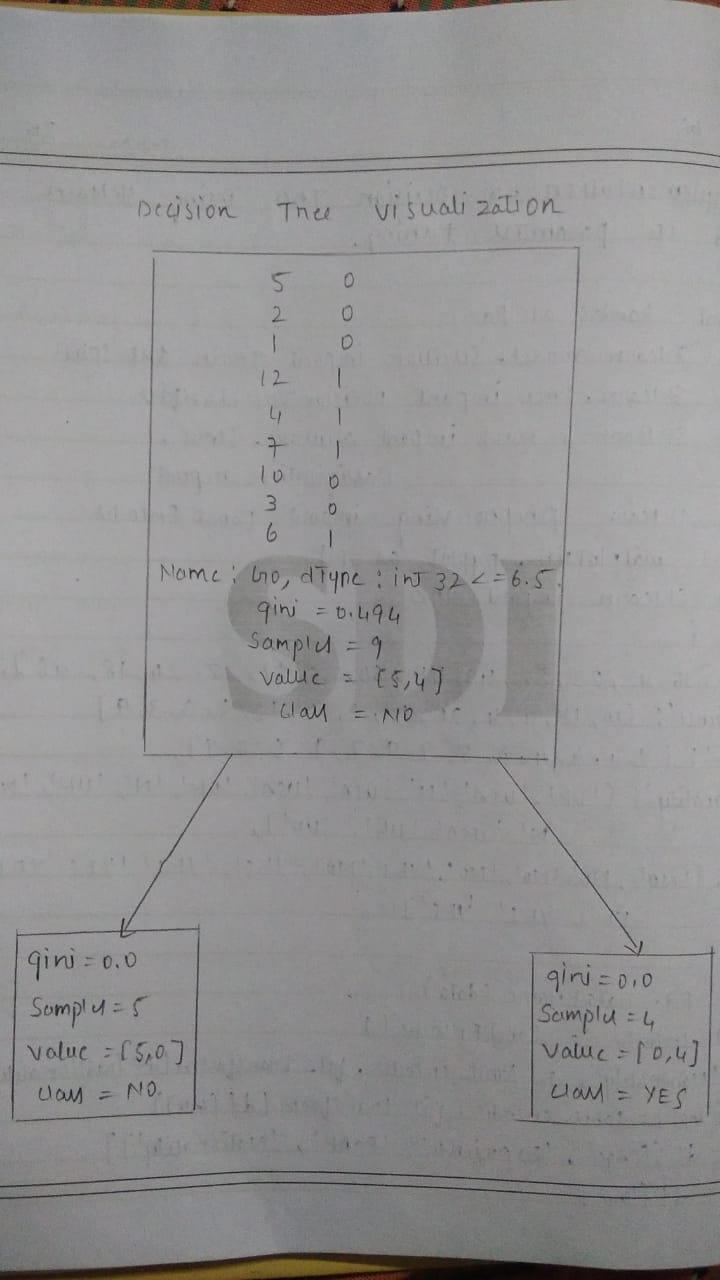 Decision Tree Visualization
5 0
2 0
1 0
12 1
4 1
7 1
10 0
3 0
6 1
Name: Go, dType: int 32 <= 6.5
gini = 0.494
Samples = 9
value = [5,4]
class = NO
SDI
gini = 0.0
Samples = 5
value = [5,0]
class = NO
gini = 0.0
Samples = 4
value = [0,4]
class = YES